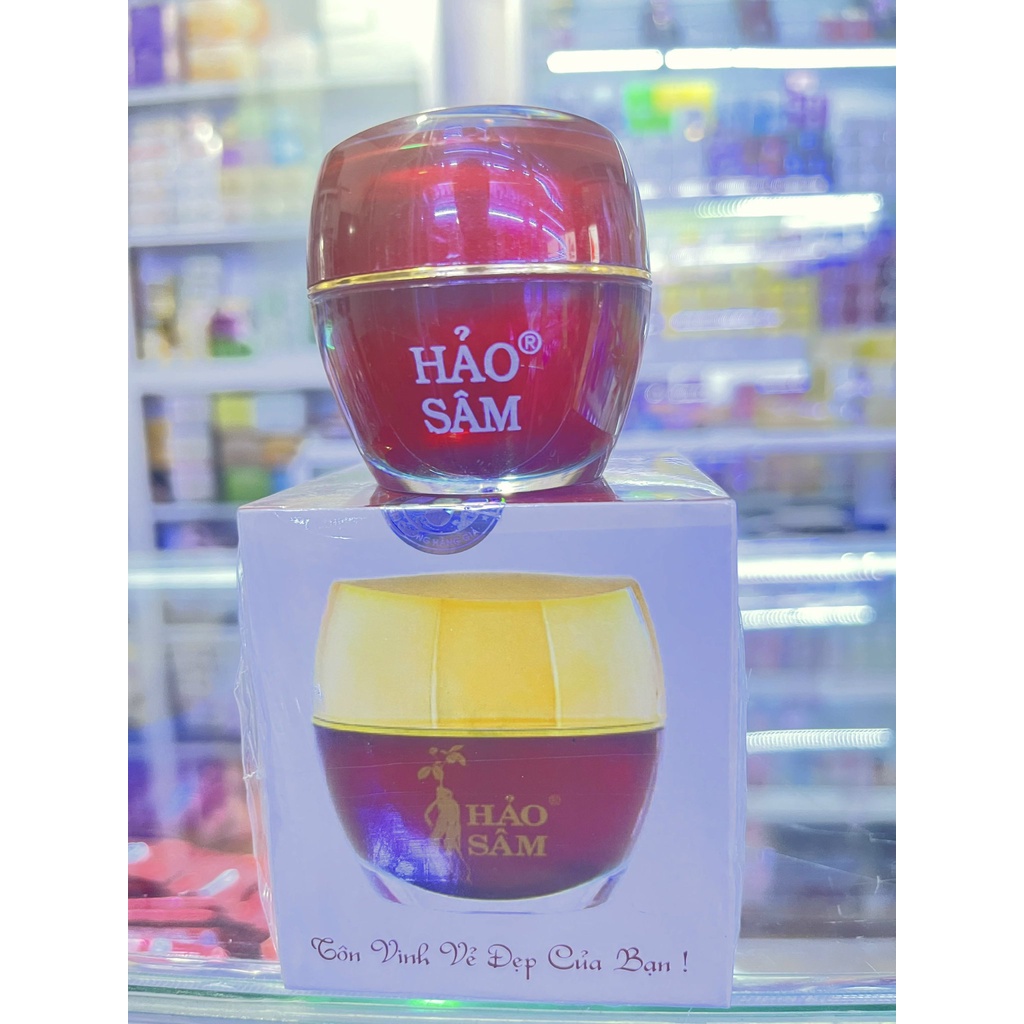 HẢO®
SÂM
HẢO®
SÂM
Tôn Vinh Vẻ Đẹp Của Bạn !